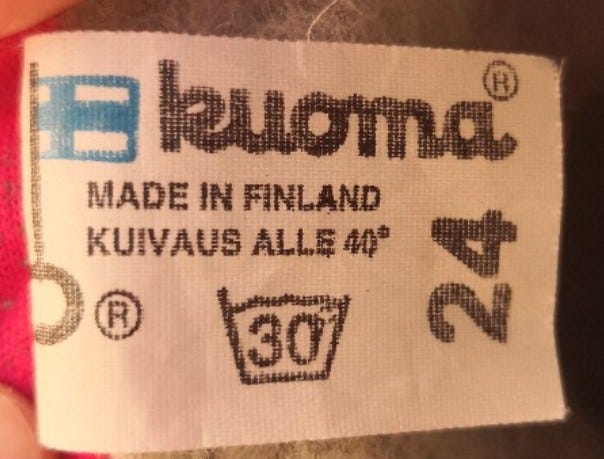 kuoma®
MADE IN FINLAND
KUIVAUS ALLE 40°
®
30°
24